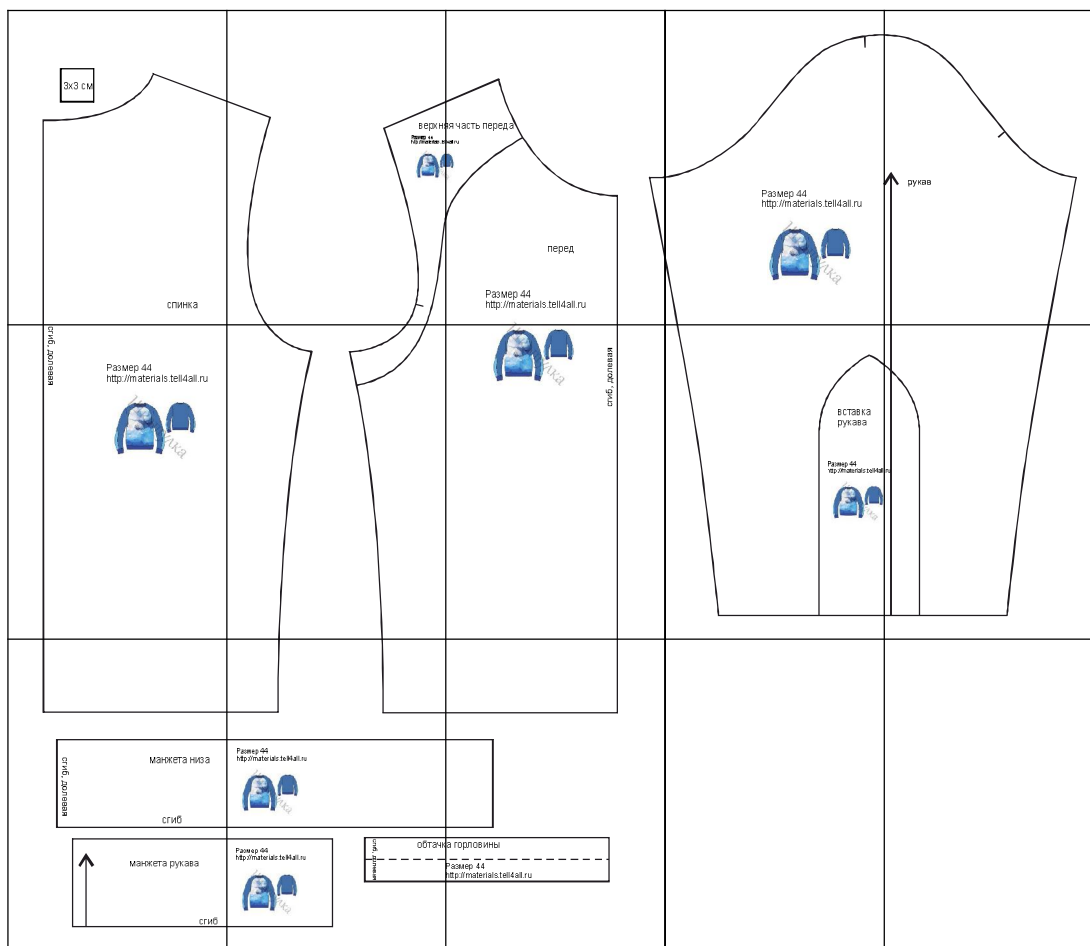 3х3 см
спинка
сгиб, долевая
Размер 44
http://materials.tell4all.ru
верхняя часть переда
Размер 44
http://materials.tell4all.ru
перед
Размер 44
http://materials.tell4all.ru
сгиб, долевая
Размер 44
http://materials.tell4all.ru
рукав
вставка
рукава
Размер 44
http://materials.tell4all.ru
манжета низа
Размер 44
http://materials.tell4all.ru
сгиб, долевая
сгиб
манжета рукава
Размер 44
http://materials.tell4all.ru
сгиб
обтачка горловины
сгиб, долевая
Размер 44
http://materials.tell4all.ru